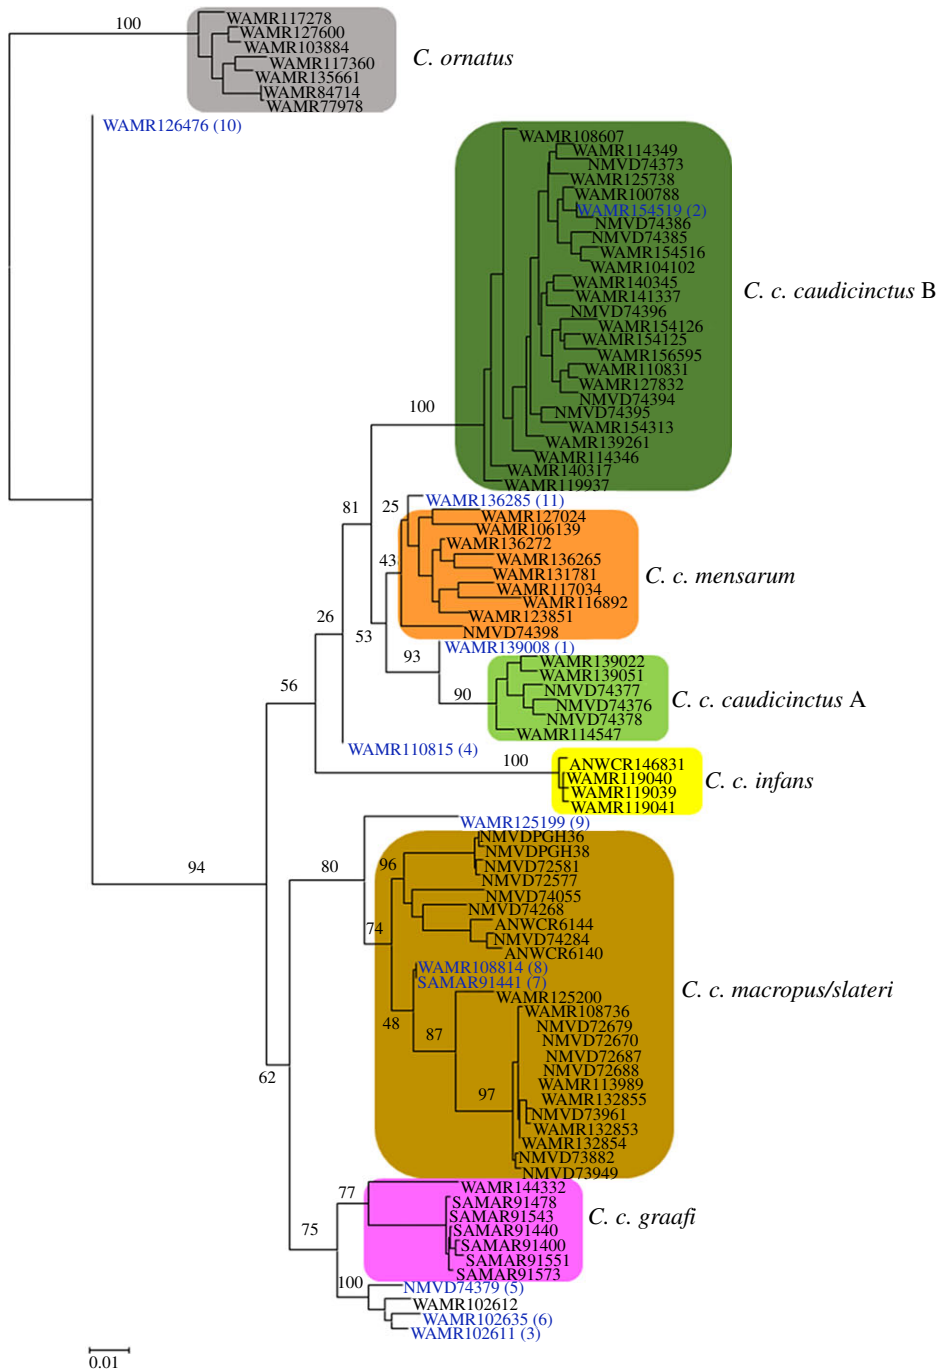 100
WAMR117278
WAMR127600
WAMR103884
WAMR117360
WAMR135661
WAMR84714
WAMR77978
C. ornatus
WAMR126476 (10)
WAMR108607
WAMR114349
NMVD74373
WAMR125738
WAMR100788
WAMR154519 (2)
NMVD74386
NMVD74385
WAMR154516
WAMR104102
WAMR140345
WAMR141337
NMVD74396
WAMR154126
WAMR154125
WAMR156595
WAMR110831
WAMR127832
NMVD74394
NMVD74395
WAMR154313
WAMR139261
WAMR114346
WAMR140317
WAMR119937
C. c. caudicinctus B
100
81
25
WAMR136285 (11)
WAMR127024
WAMR106139
WAMR136272
WAMR136265
WAMR131781
WAMR117034
WAMR116892
WAMR123851
NMVD74398
C. c. mensarum
43
26
53
WAMR139008 (1)
93
WAMR139022
WAMR139051
NMVD74377
NMVD74376
NMVD74378
WAMR114547
C. c. caudicinctus A
56
90
WAMR110815 (4)
100
ANWCR146831
WAMR119040
WAMR119039
WAMR119041
C. c. infans
WAMR125199 (9)
94
80
96
NMVDPGH36
NMVDPGH38
NMVD72581
NMVD72577
NMVD74055
NMVD74268
ANWCR6144
NMVD74284
ANWCR6140
74
WAMR108814 (8)
SAMAR91441 (7)
WAMR125200
WAMR108736
NMVD72679
NMVD72670
NMVD72687
NMVD72688
WAMR113989
WAMR132855
NMVD73961
WAMR132853
WAMR132854
NMVD73882
NMVD73949
C. c. macropus/slateri
48
87
97
62
77
WAMR144332
SAMAR91478
SAMAR91543
SAMAR91440
SAMAR91400
SAMAR91551
SAMAR91573
C. c. graafi
75
100
NMVD74379 (5)
WAMR102612
WAMR102635 (6)
WAMR102611 (3)
0.01